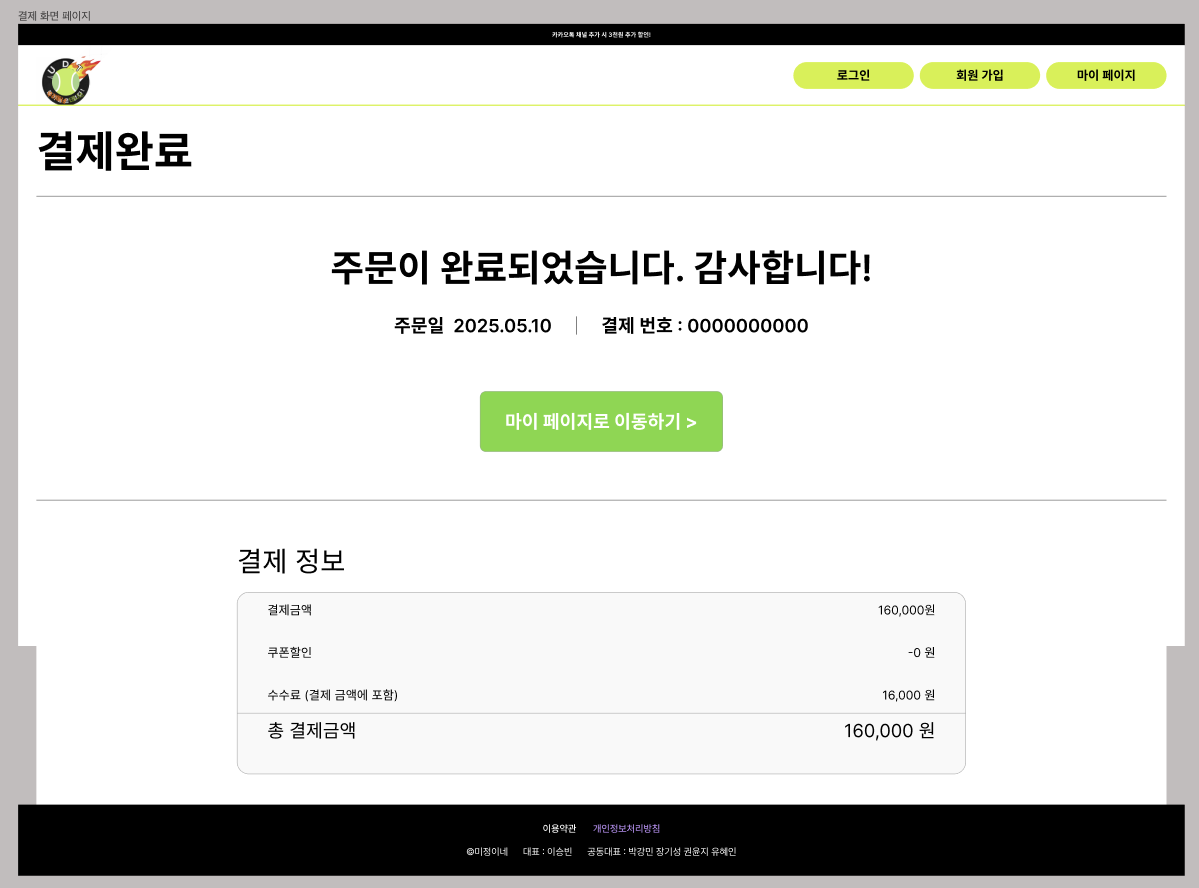 결제 화면 페이지
카카오톡 채널 추가 시 3천원 추가 할인!
로그인 회원 가입 마이 페이지
결제완료
주문이 완료되었습니다. 감사합니다!
주문일 2025.05.10 결제 번호 : 0000000000
마이 페이지로 이동하기 >
결제 정보
결제금액 160,000원
쿠폰할인 -0 원
수수료 (결제 금액에 포함) 16,000 원
총 결제금액 160,000 원
이용약관 개인정보처리방침
©미정이네 대표 : 이승빈 공동대표 : 박강민 장기성 권윤지 유혜인